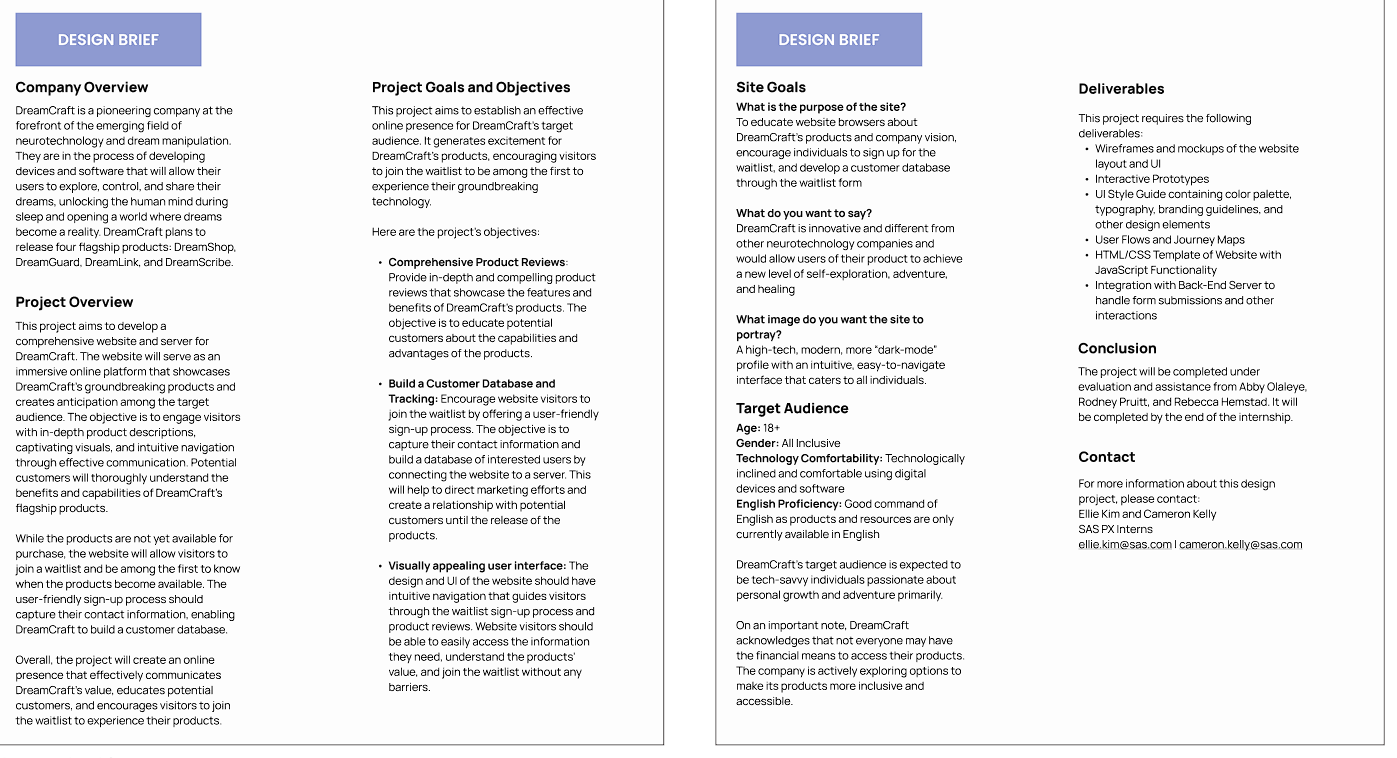 DESIGN BRIEF
Company Overview
DreamCraft is a pioneering company at the
forefront of the emerging field of
neurotechnology and dream manipulation.
They are in the process of developing
devices and software that will allow their
users to explore, control, and share their
dreams, unlocking the human mind during
sleep and opening a world where dreams
become a reality. DreamCraft plans to
release four flagship products: DreamShop,
DreamGuard, DreamLink, and DreamScribe.
Project Overview
This project aims to develop a
comprehensive website and server for
DreamCraft. The website will serve as an
immersive online platform that showcases
DreamCraft's groundbreaking products and
creates anticipation among the target
audience. The objective is to engage visitors
with in-depth product descriptions,
captivating visuals, and intuitive navigation
through effective communication. Potential
customers will thoroughly understand the
benefits and capabilities of DreamCraft's
flagship products.
While the products are not yet available for
purchase, the website will allow visitors to
join a waitlist and be among the first to know
when the products become available. The
user-friendly sign-up process should
capture their contact information, enabling
DreamCraft to build a customer database.
Overall, the project will create an online
presence that effectively communicates
DreamCraft's value, educates potential
customers, and encourages visitors to join
the waitlist to experience their products.
Project Goals and Objectives
This project aims to establish an effective
online presence for DreamCraft's target
audience. It generates excitement for
DreamCraft's products, encouraging visitors
to join the waitlist to be among the first to
experience their groundbreaking
technology.
Here are the project's objectives:
• Comprehensive Product Reviews:
Provide in-depth and compelling product
reviews that showcase the features and
benefits of DreamCraft's products. The
objective is to educate potential
customers about the capabilities and
advantages of the products.
• Build a Customer Database and
Tracking: Encourage website visitors to
join the waitlist by offering a user-friendly
sign-up process. The objective is to
capture their contact information and
build a database of interested users by
connecting the website to a server. This
will help to direct marketing efforts and
create a relationship with potential
customers until the release of the
products.
• Visually appealing user interface: The
design and UI of the website should have
intuitive navigation that guides visitors
through the waitlist sign-up process and
product reviews. Website visitors should
be able to easily access the information
they need, understand the products'
value, and join the waitlist without any
barriers.
DESIGN BRIEF
Site Goals
What is the purpose of the site?
To educate website browsers about
DreamCraft's products and company vision,
encourage individuals to sign up for the
waitlist, and develop a customer database
through the waitlist form
What do you want to say?
DreamCraft is innovative and different from
other neurotechnology companies and
would allow users of their product to achieve
a new level of self-exploration, adventure,
and healing
What image do you want the site to
portray?
A high-tech, modern, more "dark-mode"
profile with an intuitive, easy-to-navigate
interface that caters to all individuals.
Target Audience
Age: 18+
Gender: All Inclusive
Technology Comfortability: Technologically
inclined and comfortable using digital
devices and software
English Proficiency: Good command of
English as products and resources are only
currently available in English
DreamCraft's target audience is expected to
be tech-savvy individuals passionate about
personal growth and adventure primarily.
On an important note, DreamCraft
acknowledges that not everyone may have
the financial means to access their products.
The company is actively exploring options to
make its products more inclusive and
accessible.
Deliverables
This project requires the following
deliverables:
• Wireframes and mockups of the website
layout and UI
• Interactive Prototypes
• UI Style Guide containing color palette,
typography, branding guidelines, and
other design elements
• User Flows and Journey Maps
• HTML/CSS Template of Website with
JavaScript Functionality
• Integration with Back-End Server to
handle form submissions and other
interactions
Conclusion
The project will be completed under
evaluation and assistance from Abby Olaleye,
Rodney Pruitt, and Rebecca Hemstad. It will
be completed by the end of the internship.
Contact
For more information about this design
project, please contact:
Ellie Kim and Cameron Kelly
SAS PX Interns
ellie.kim@sas.com | cameron.kelly@sas.com